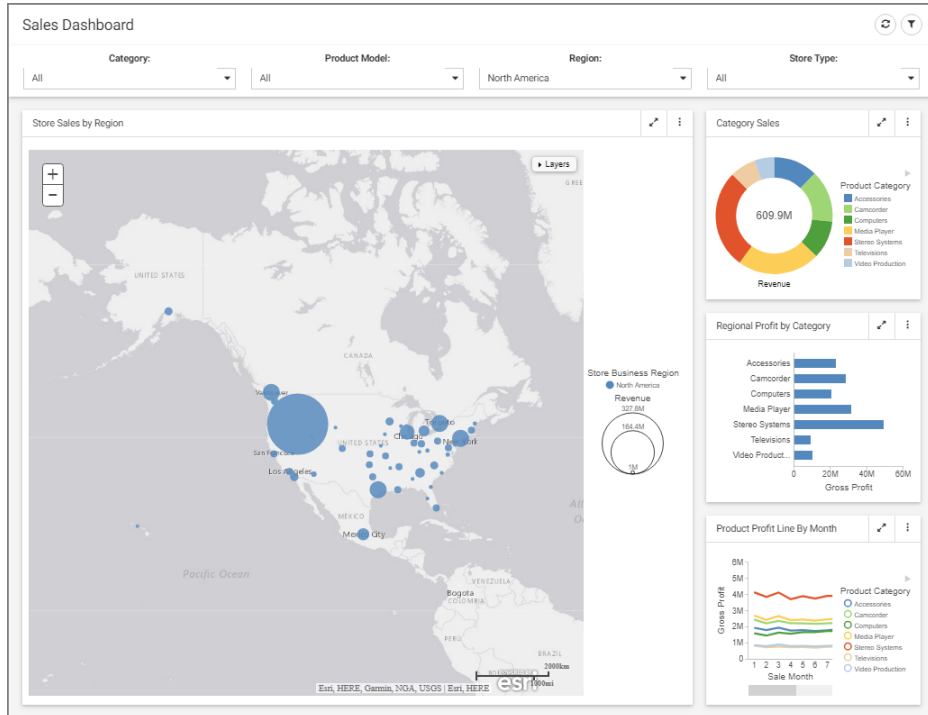 Sales Dashboard
Category:
Product Model:
Region:
Store Type:
All
All
North America
All
Store Sales by Region
+
−
Layers
GREE
UNITED STATES
CANADA
Vancouver
Toronto
Chicago
New York
UNITED STATES
San Francisco
Los Angeles
MÉXICO
Mexico City
Pacific Ocean
VENEZUELA
Bogota
COLOMBIA
PERÚ
BRAZIL
2000km
1000mi
esri
Esri, HERE, Garmin, NGA, USGS | Esri, HERE
Store Business Region
North America
Revenue
327.8M
164.4M
1M
Category Sales
609.9M
Revenue
Product Category
Accessories
Camcorder
Computers
Media Player
Stereo Systems
Televisions
Video Production
Regional Profit by Category
Accessories
Camcorder
Computers
Media Player
Stereo Systems
Televisions
Video Product...
0 20M 40M 60M
Gross Profit
Product Profit Line By Month
6M
5M
4M
3M
2M
1M
0
Gross Profit
1 2 3 4 5 6 7
Sale Month
Product Category
Accessories
Camcorder
Computers
Media Player
Stereo Systems
Televisions
Video Production